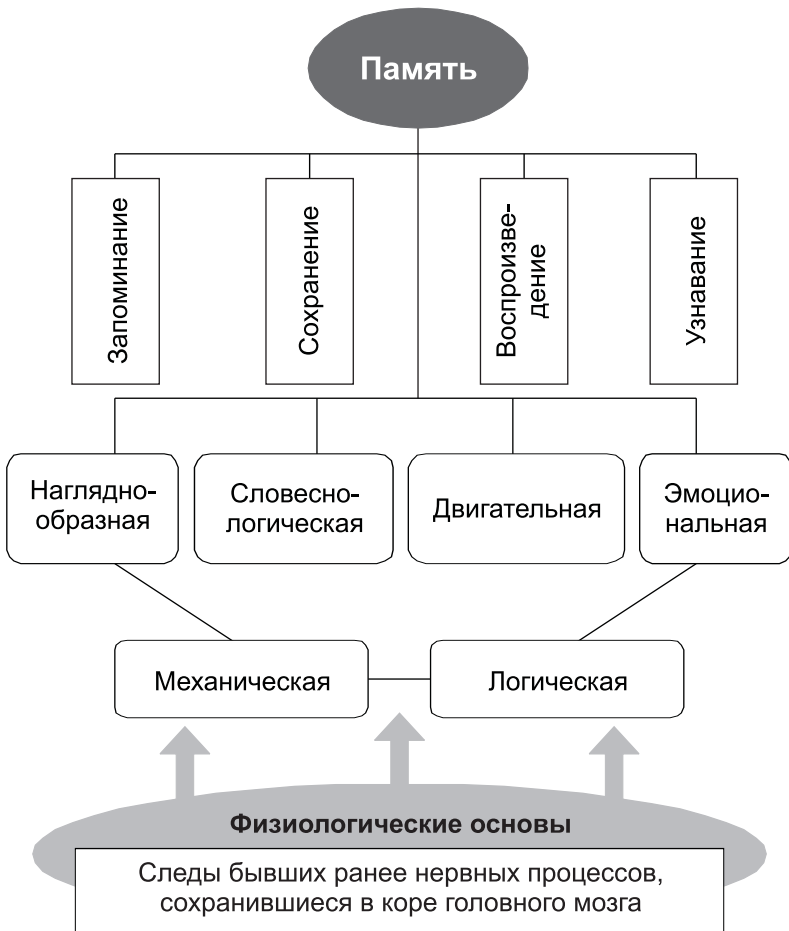 Память
Запоминание
Сохранение
Воспроизве-
дение
Узнавание
Наглядно-
образная
Словесно-
логическая
Двигательная
Эмоцио-
нальная
Механическая
Логическая
Физиологические основы
Следы бывших ранее нервных процессов,
сохранившиеся в коре головного мозга